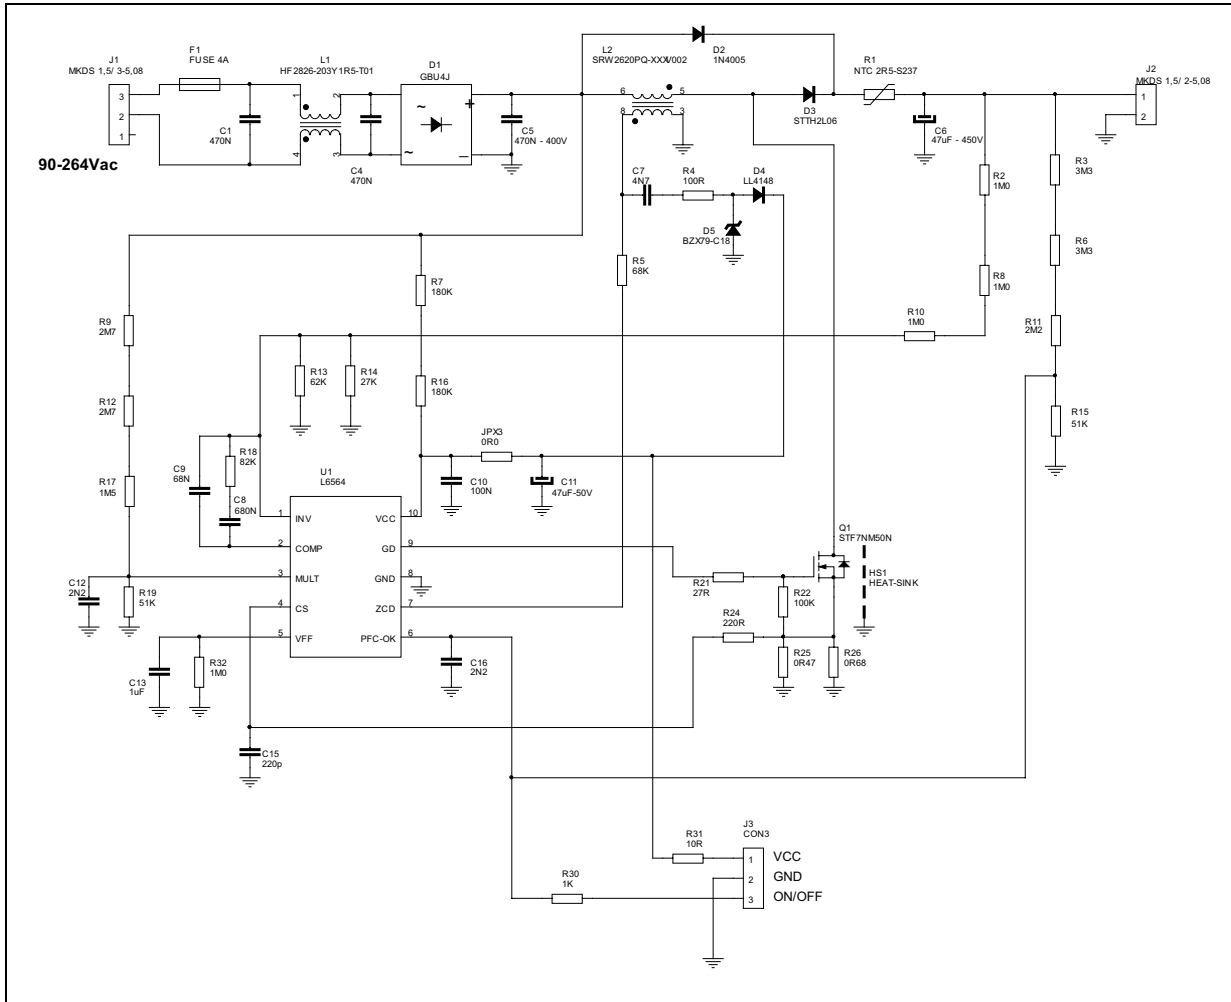 J1
MKDS 1,5/ 3-5,08
3
2
1
90-264Vac
F1
FUSE 4A
C1
470N
L1
HF2826-203Y1R5-T01
1
2
4
3
C4
470N
D1
GBU4J
~
~
+
–
C5
470N - 400V
L2
SRW2620PQ-XXXV002
6
5
8
3
D2
1N4005
D3
STTH2L06
R1
NTC 2R5-S237
C6
47uF - 450V
J2
MKDS 1,5/ 2-5,08
1
2
R2
1M0
R3
3M3
C7
4N7
R4
100R
D4
LL4148
D5
BZX79-C18
R5
68K
R6
3M3
R7
180K
R8
1M0
R9
2M7
R10
1M0
R11
2M2
R13
62K
R14
27K
R16
180K
R12
2M7
R15
51K
JPX3
0R0
R18
82K
C9
68N
R17
1M5
C8
680N
U1
L6564
C10
100N
C11
47uF-50V
1
INV
VCC
10
2
COMP
GD
9
3
MULT
GND
8
4
CS
ZCD
7
5
VFF
PFC-OK
6
Q1
STF7NM50N
HS1
HEAT-SINK
C12
2N2
R19
51K
R21
27R
R22
100K
R24
220R
R25
0R47
R26
0R68
R32
1M0
C13
1uF
C16
2N2
C15
220p
J3
CON3
R31
10R
1
VCC
2
GND
3
ON/OFF
R30
1K